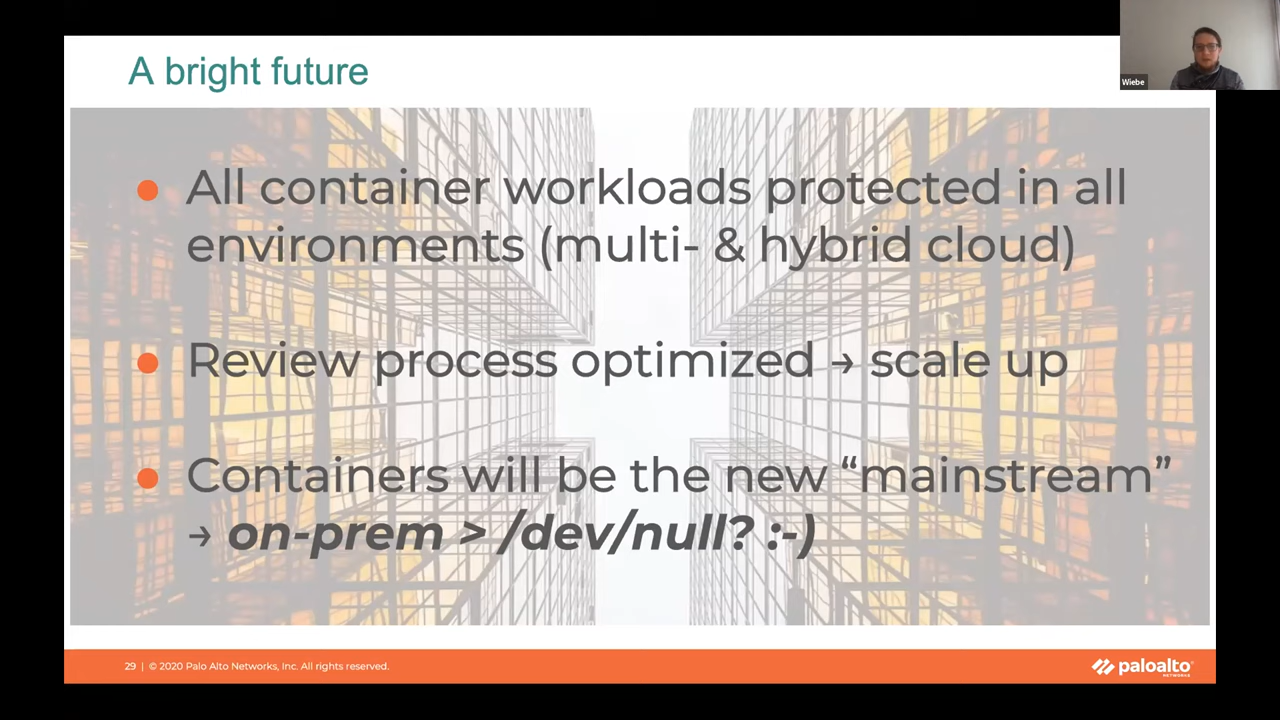 A bright future
Wiebe
● All container workloads protected in all
environments (multi- & hybrid cloud)
● Review process optimized → scale up
● Containers will be the new “mainstream”
→ on-prem > /dev/null? :-)
29 | © 2020 Palo Alto Networks, Inc. All rights reserved.
paloalto
NETWORKS